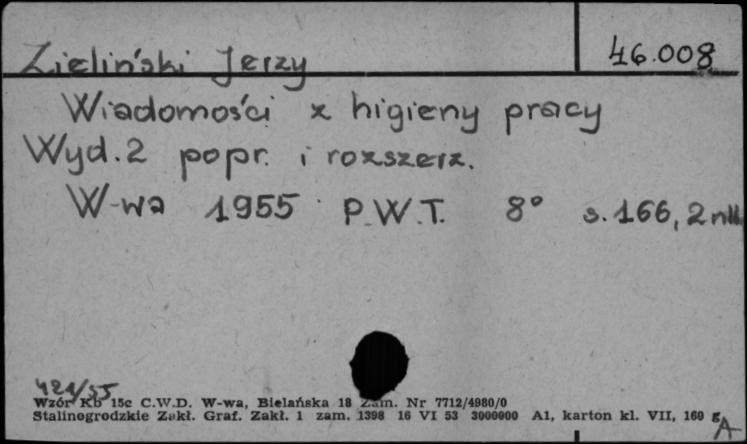 Zieliński Jerzy 46.008
Wiadomości z higieny pracy
Wyd. 2 popr. i rozszerz.
W-wa 1955 P.W.T. 8° s. 166, 2 nlb
421/55
Wzór Kb 15c C.W.D. W-wa, Bielańska 18 Zam. Nr 7712/4980/0
Stalinogrodzkie Zakł. Graf. Zakł. 1 zam. 1398 16 VI 53 3000000 A1, karton kl. VII, 160 g
A